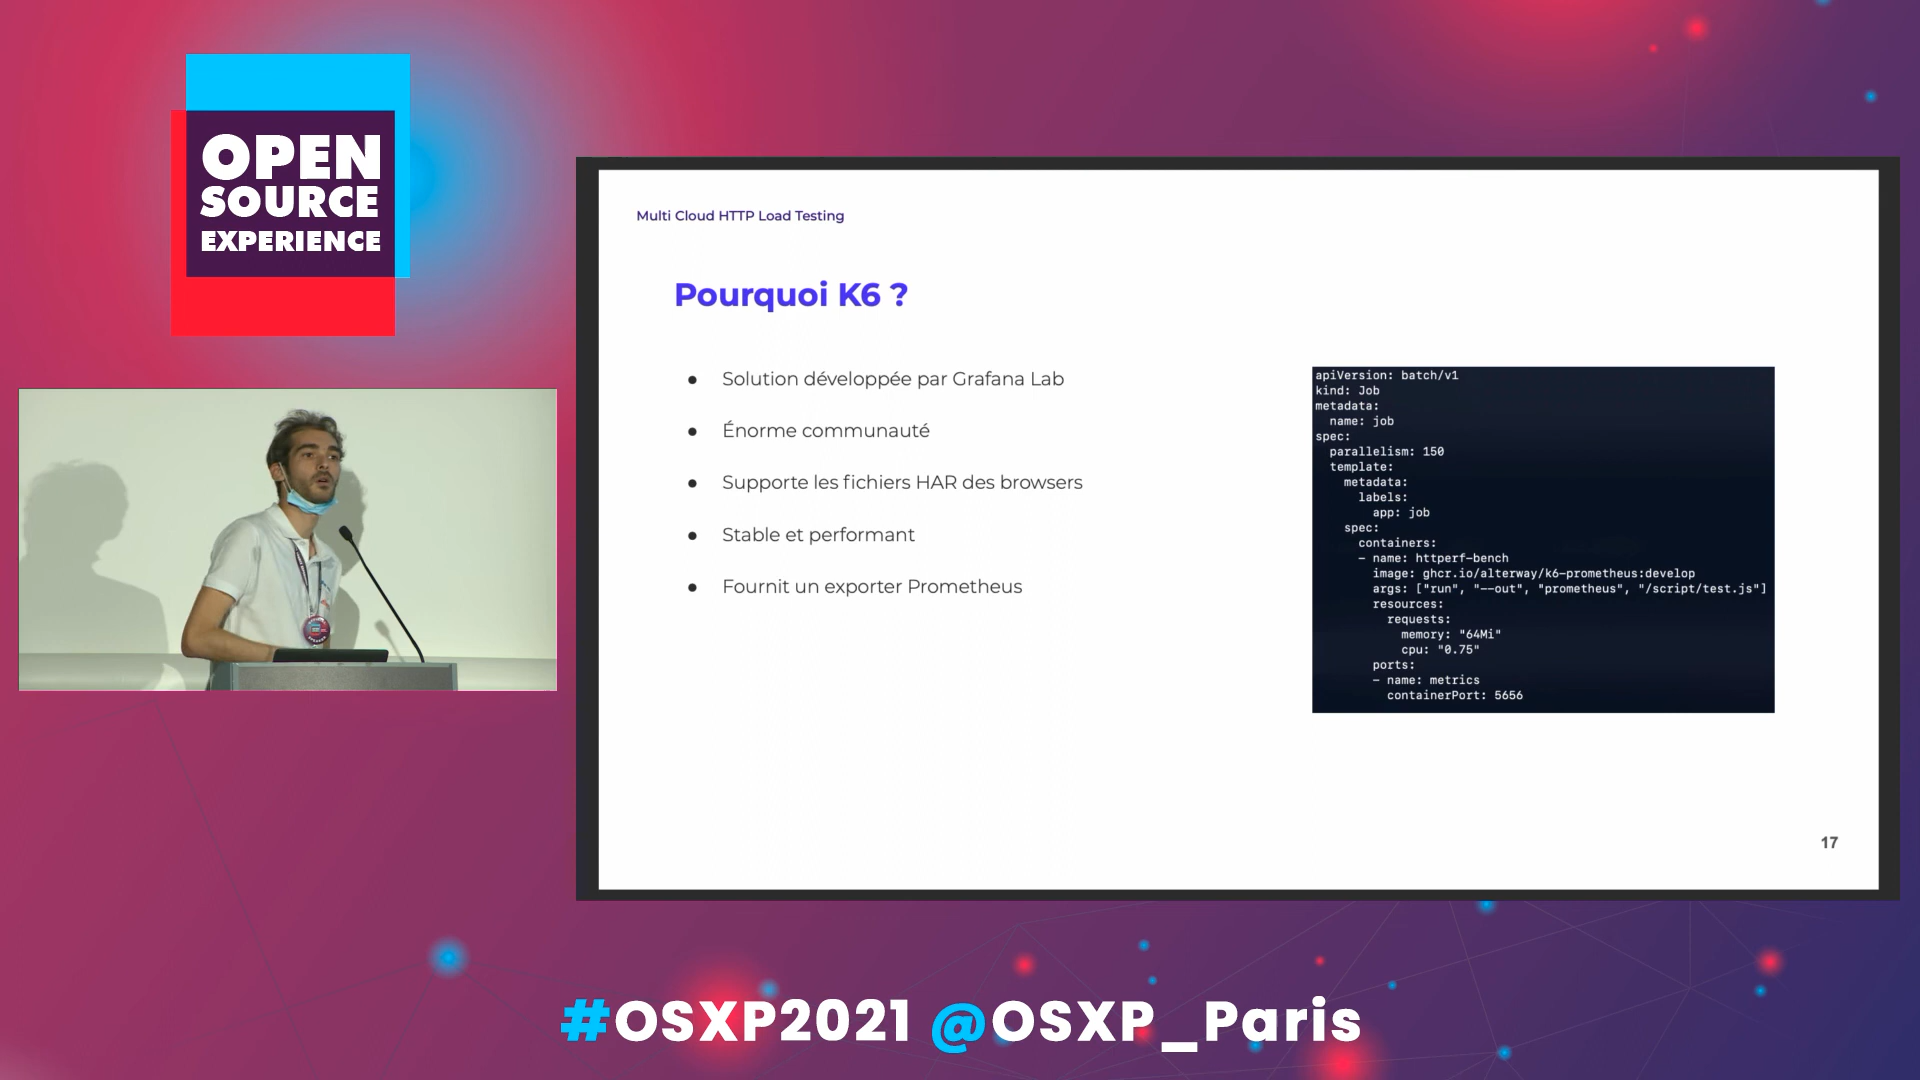 OPEN
SOURCE
EXPERIENCE
Multi Cloud HTTP Load Testing
Pourquoi K6 ?
● Solution développée par Grafana Lab
● Énorme communauté
● Supporte les fichiers HAR des browsers
● Stable et performant
● Fournit un exporter Prometheus
apiVersion: batch/v1
kind: Job
metadata:
  name: job
spec:
  parallelism: 150
  template:
    metadata:
      labels:
        app: job
    spec:
      containers:
      - name: httperf-bench
        image: ghcr.io/alterway/k6-prometheus:develop
        args: ["run", "--out", "prometheus", "/script/test.js"]
        resources:
          requests:
            memory: "64Mi"
            cpu: "0.75"
        ports:
        - name: metrics
          containerPort: 5656
17
#OSXP2021 @OSXP_Paris